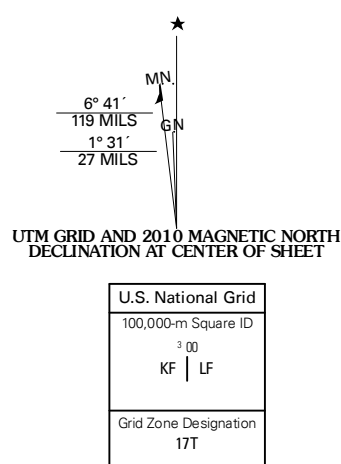 ★
MN.
6° 41´
119 MILS
GN
1° 31´
27 MILS
UTM GRID AND 2010 MAGNETIC NORTH
DECLINATION AT CENTER OF SHEET
U.S. National Grid
100,000-m Square ID
³ 00
KF LF
Grid Zone Designation
17T